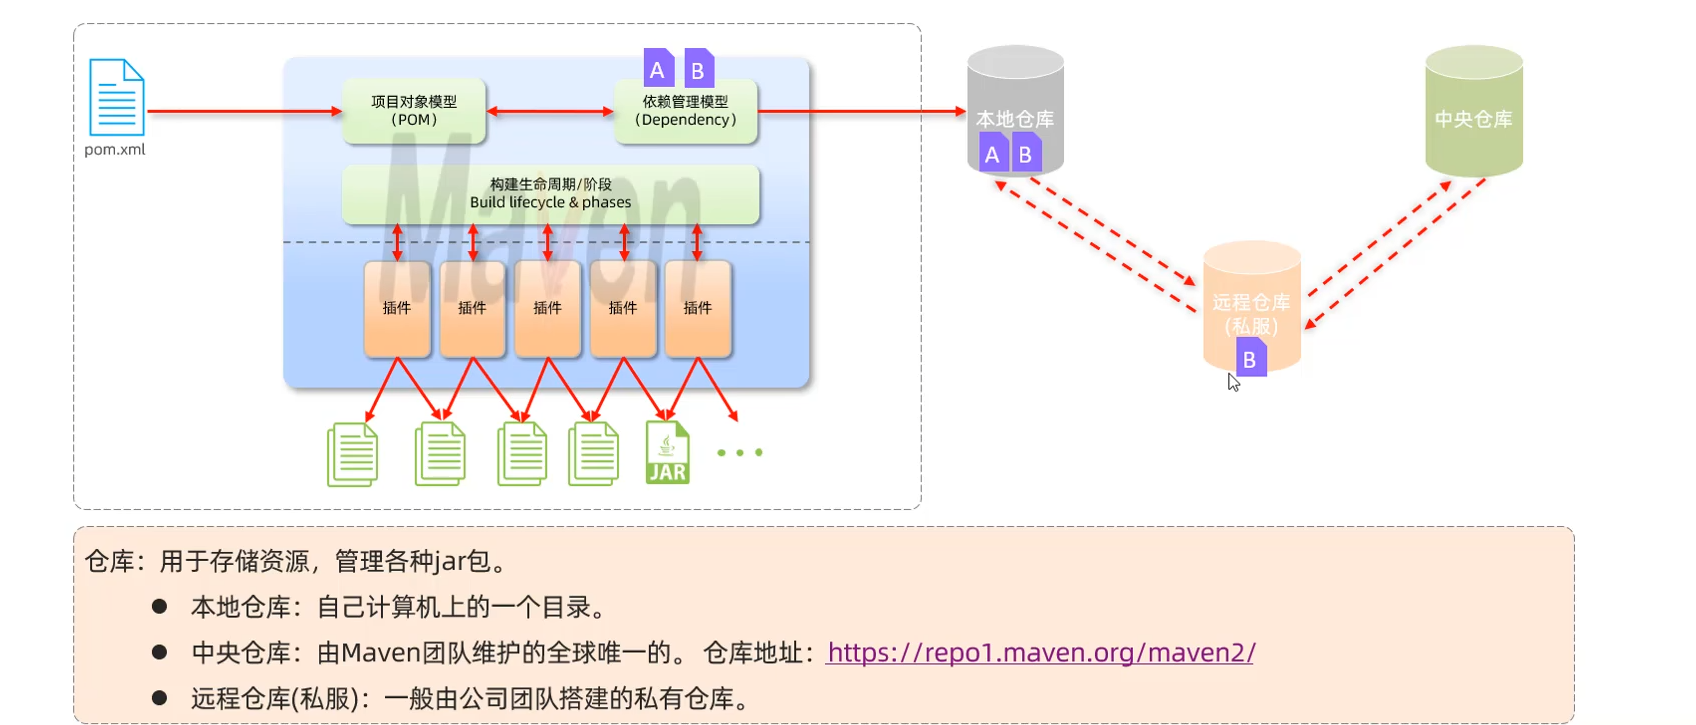 A B
项目对象模型
（POM）
依赖管理模型
（Dependency）
pom.xml
本地仓库
A B
中央仓库
构建生命周期/阶段
Build lifecycle & phases
Maven
插件 插件 插件 插件 插件
远程仓库
(私服)
B
JAR
仓库：用于存储资源，管理各种jar包。
● 本地仓库：自己计算机上的一个目录。
● 中央仓库：由Maven团队维护的全球唯一的。 仓库地址：https://repo1.maven.org/maven2/
● 远程仓库(私服)：一般由公司团队搭建的私有仓库。